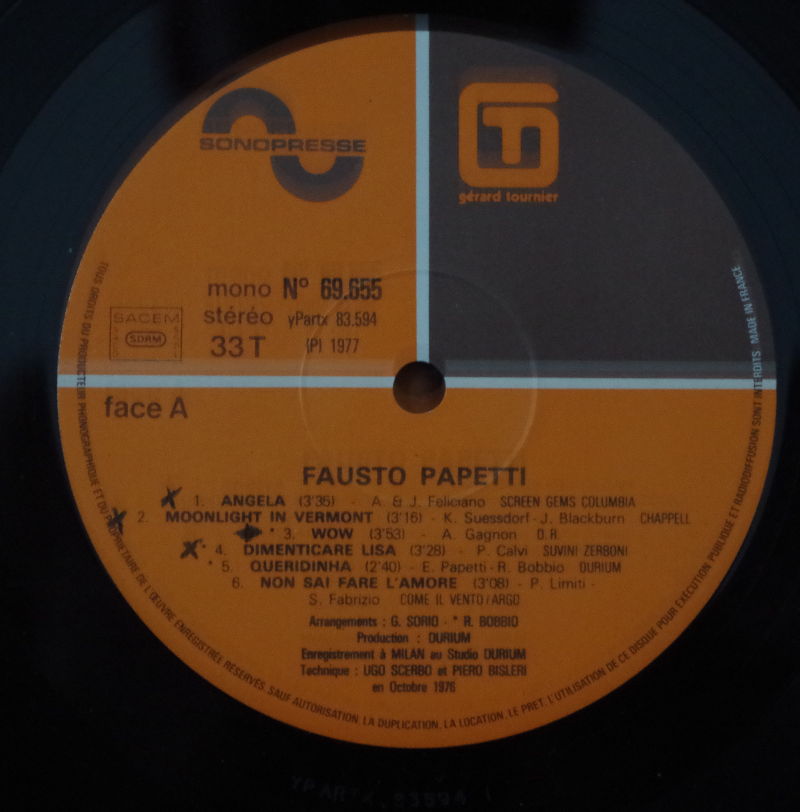 SONOPRESSE
GT
gérard tournier
mono N° 69.655
stéréo yPartx 83.594
33 T (P) 1977
SACEM
SDRM
face A
FAUSTO PAPETTI
1. ANGELA (3'35) - A. & J. Feliciano SCREEN GEMS COLUMBIA
2. MOONLIGHT IN VERMONT (3'16) - K. Suessdorf - J. Blackburn CHAPPELL
* 3. WOW (3'53) - A. Gagnon D.R.
* 4. DIMENTICARE LISA (3'28) - P. Calvi SUVINI ZERBONI
* 5. QUERIDINHA (2'40) - E. Papetti - R. Bobbio DURIUM
6. NON SAI FARE L'AMORE (3'08) - P. Limiti -
S. Fabrizio COME IL VENTO/ARGO
Arrangements : G. SORIO - * R. BOBBIO
Production : DURIUM
Enregistrement à MILAN au Studio DURIUM
Technique : UGO SCERBO et PIERO BISLERI
en Octobre 1976
TOUS DROITS DU PRODUCTEUR PHONOGRAPHIQUE ET DU PROPRIETAIRE DE L'ŒUVRE ENREGISTRÉE RÉSERVÉS. SAUF AUTORISATION, LA DUPLICATION, LA LOCATION, LE PRET, L'UTILISATION DE CE DISQUE POUR EXÉCUTION PUBLIQUE ET RADIODIFFUSION SONT INTERDITS MADE IN FRANCE
YPARTX.83594